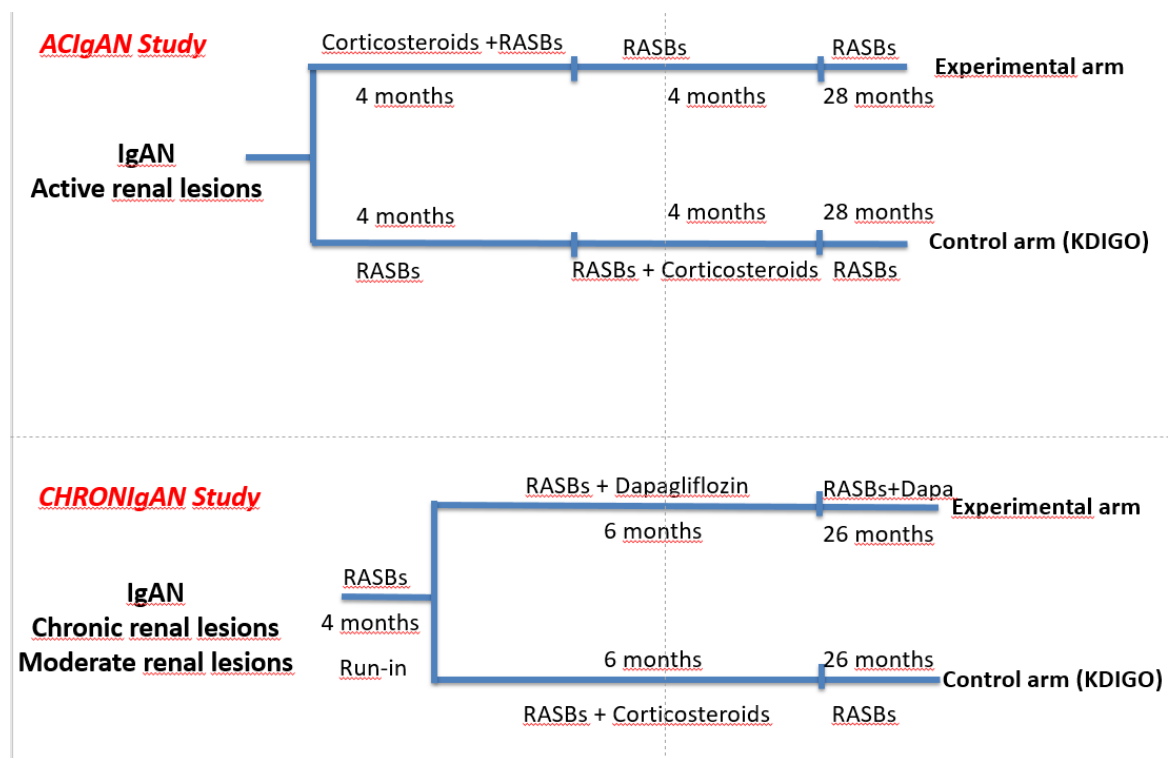 ACIgAN Study
Corticosteroids +RASBs
RASBs
RASBs
Experimental arm
4 months
4 months
28 months
IgAN
Active renal lesions
4 months
4 months
28 months
Control arm (KDIGO)
RASBs
RASBs + Corticosteroids
RASBs
CHRONIgAN Study
RASBs + Dapagliflozin
RASBs+Dapa
Experimental arm
6 months
26 months
RASBs
IgAN
4 months
Chronic renal lesions
Moderate renal lesions
Run-in
6 months
26 months
Control arm (KDIGO)
RASBs + Corticosteroids
RASBs